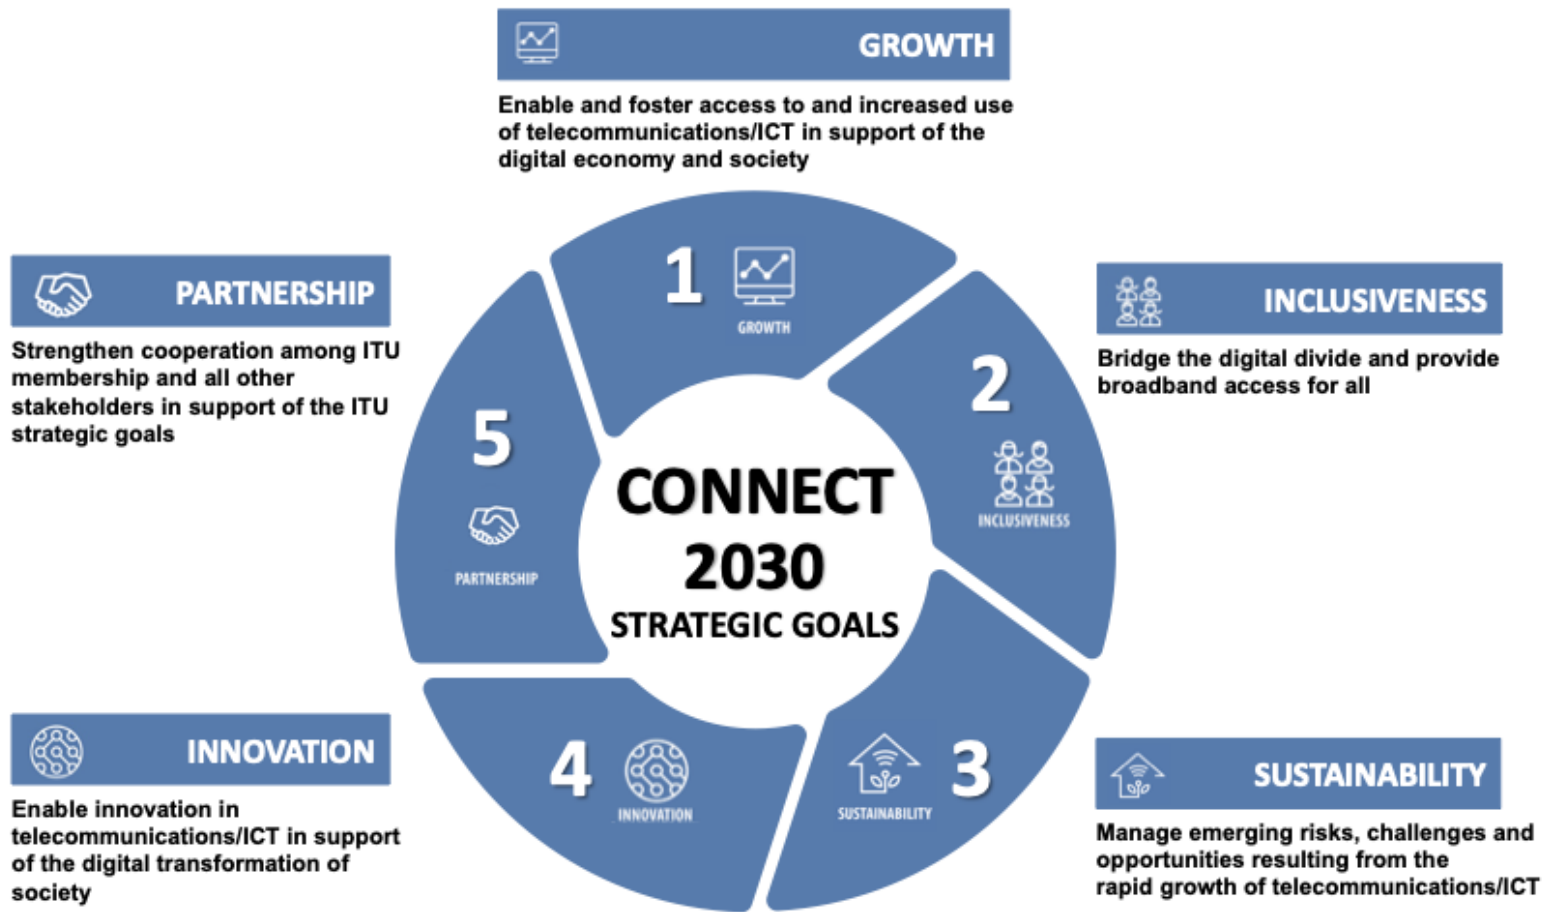 GROWTH
Enable and foster access to and increased use
of telecommunications/ICT in support of the
digital economy and society
PARTNERSHIP
Strengthen cooperation among ITU
membership and all other
stakeholders in support of the ITU
strategic goals
INCLUSIVENESS
Bridge the digital divide and provide
broadband access for all
1
GROWTH
2
INCLUSIVENESS
5
PARTNERSHIP
CONNECT
2030
STRATEGIC GOALS
4
INNOVATION
3
SUSTAINABILITY
INNOVATION
Enable innovation in
telecommunications/ICT in support
of the digital transformation of
society
SUSTAINABILITY
Manage emerging risks, challenges and
opportunities resulting from the
rapid growth of telecommunications/ICT